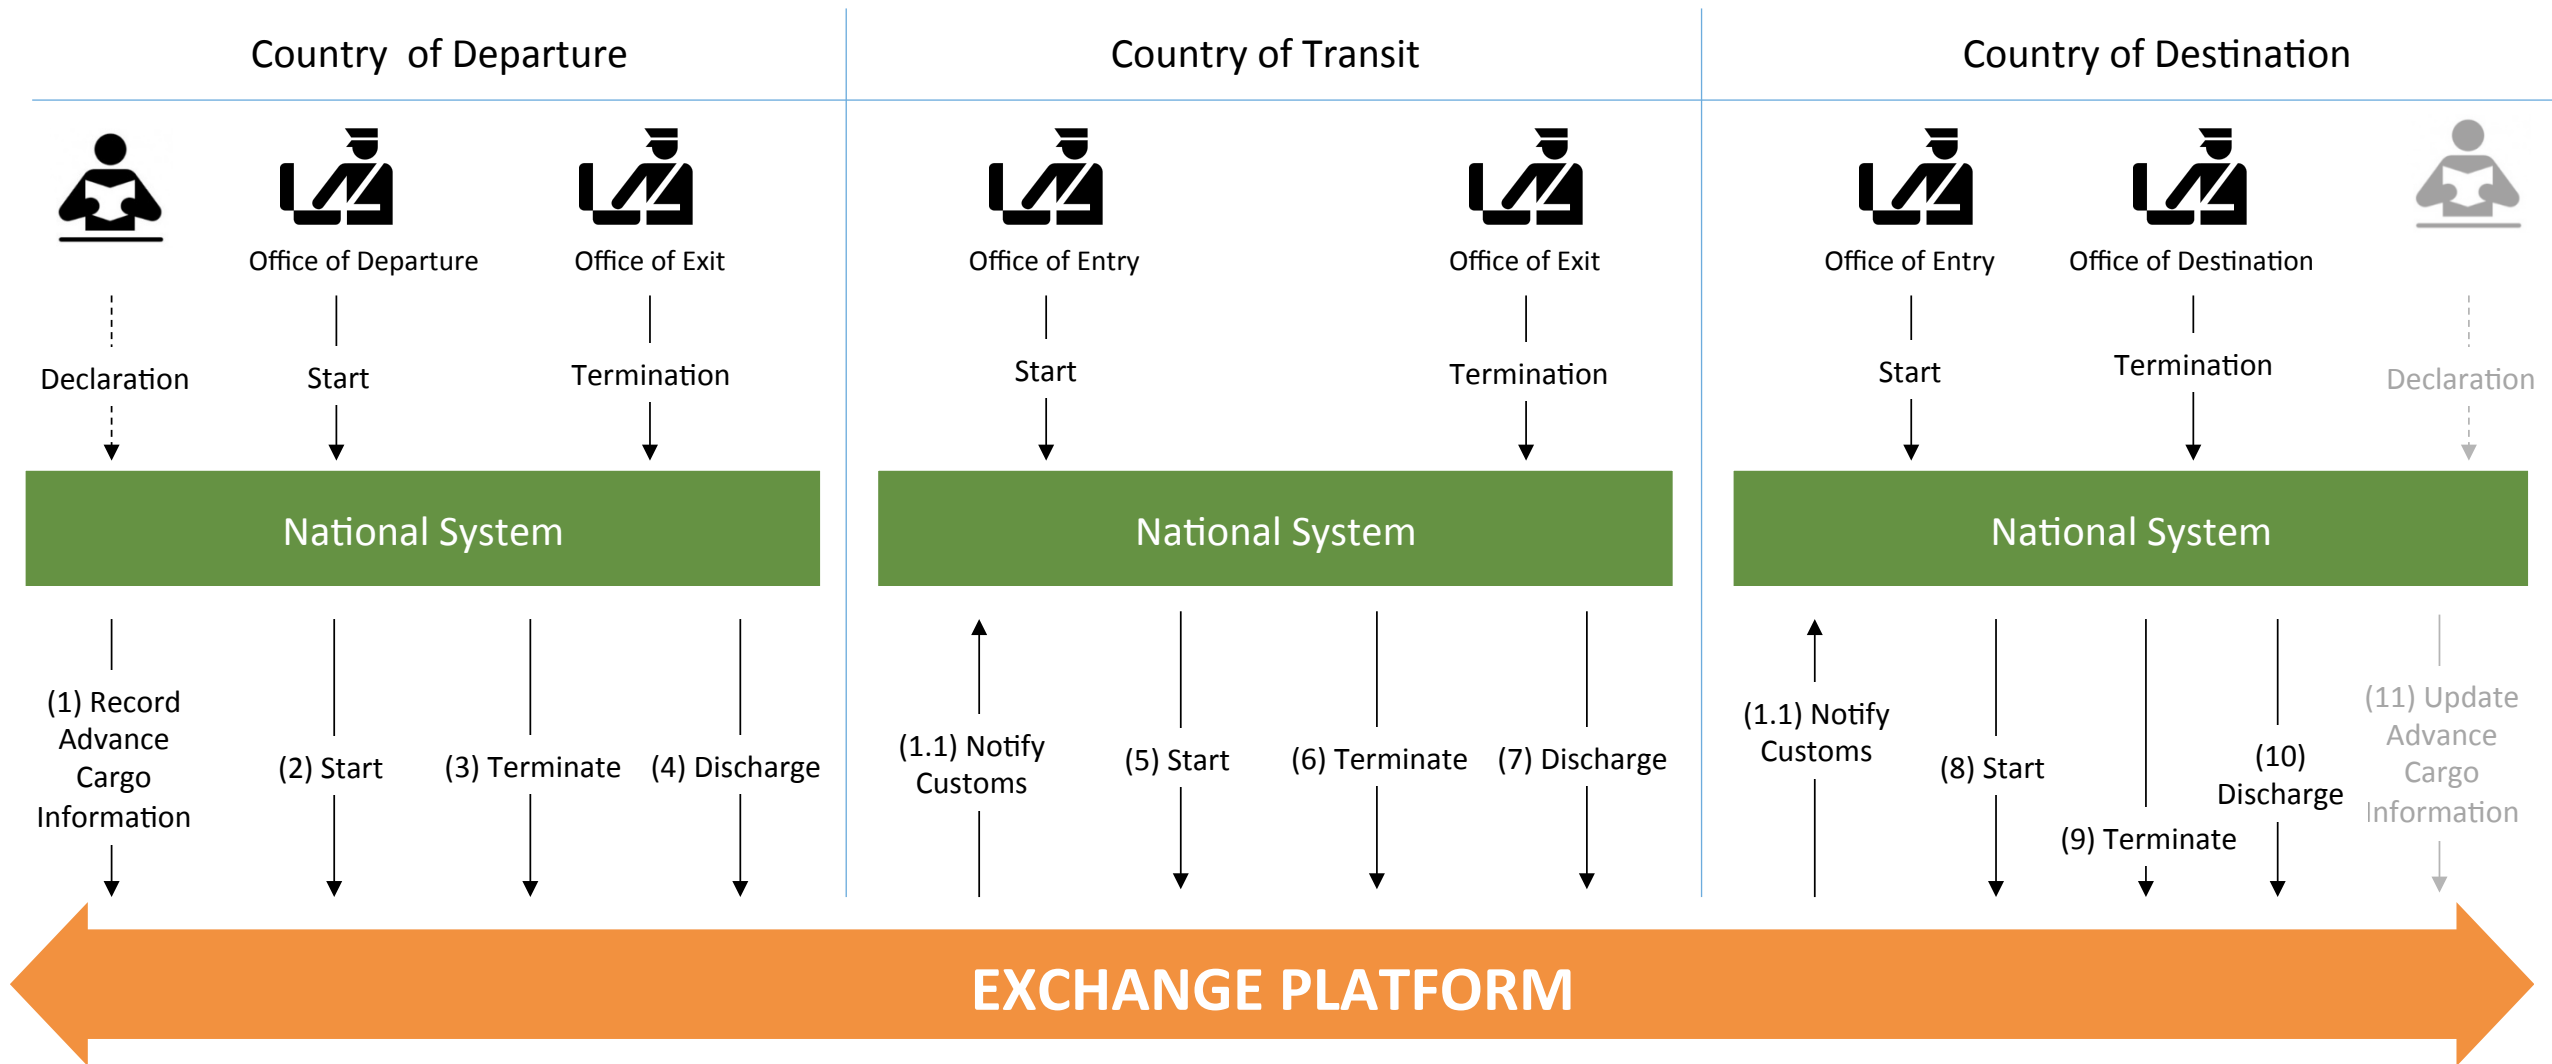 Country  of Departure
Country of Transit
Country of Destination
Office of Departure
Office of Exit
Office of Entry
Office of Exit
Office of Entry
Office of Destination
Declaration
Start
Termination
Start
Termination
Start
Termination
Declaration
National System
National System
National System
(1) Record
Advance
Cargo
Information
(2) Start
(3) Terminate
(4) Discharge
(1.1) Notify
Customs
(5) Start
(6) Terminate
(7) Discharge
(1.1) Notify
Customs
(8) Start
(9) Terminate
(10)
Discharge
(11) Update
Advance
Cargo
Information
EXCHANGE PLATFORM